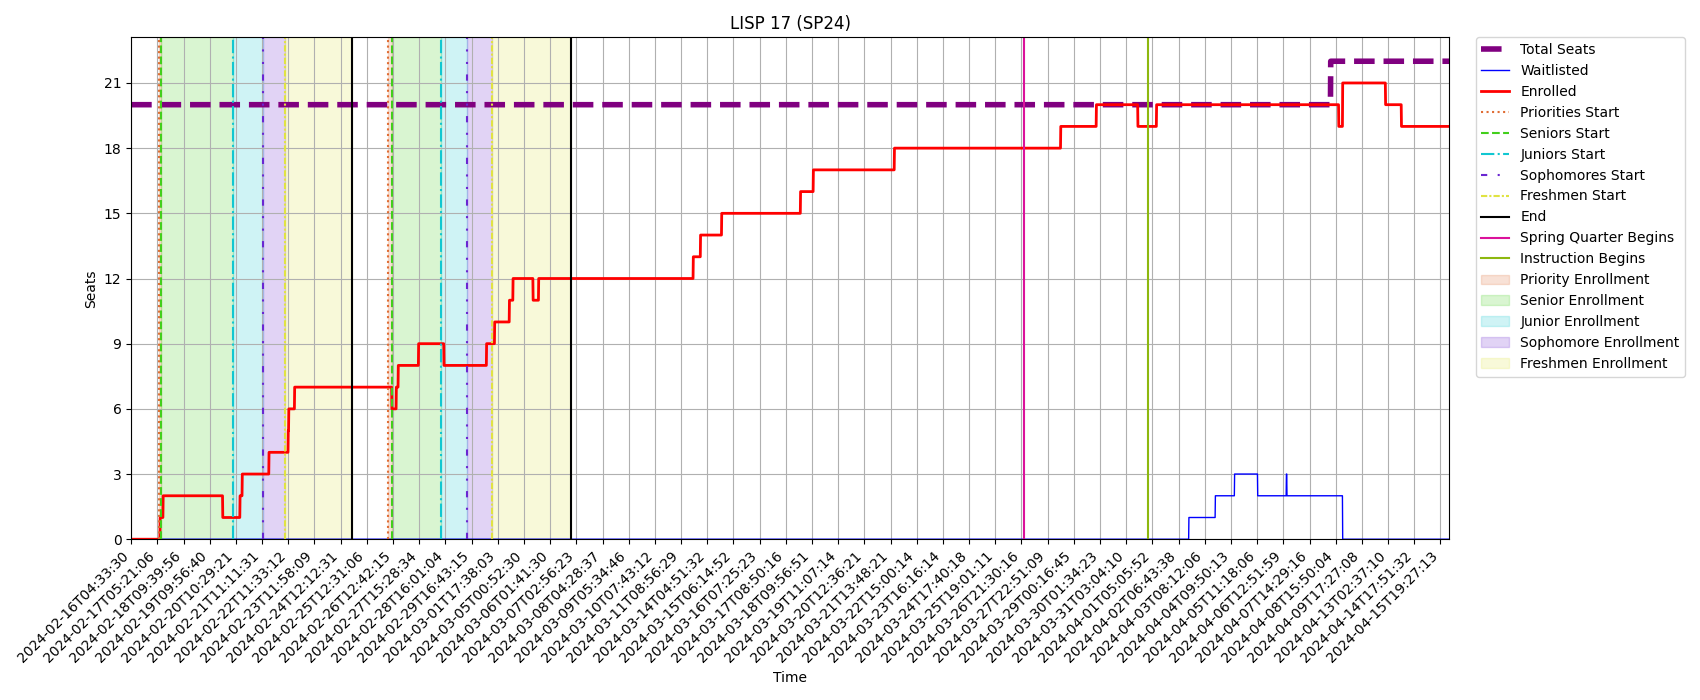 LISP 17 (SP24)
Seats
21
18
15
12
9
6
3
0
2024-02-16T04:33:30
2024-02-17T05:21:06
2024-02-18T09:39:56
2024-02-19T09:56:40
2024-02-20T10:29:21
2024-02-21T11:11:31
2024-02-22T11:33:12
2024-02-23T11:58:09
2024-02-24T12:12:31
2024-02-25T12:31:06
2024-02-26T12:42:15
2024-02-27T15:28:34
2024-02-28T16:01:04
2024-02-29T16:43:15
2024-03-01T17:38:03
2024-03-05T00:52:30
2024-03-06T01:41:30
2024-03-07T02:56:23
2024-03-08T04:28:37
2024-03-09T05:34:46
2024-03-10T07:43:12
2024-03-11T08:56:29
2024-03-14T04:51:32
2024-03-15T06:14:52
2024-03-16T07:25:23
2024-03-17T08:50:16
2024-03-18T09:56:51
2024-03-19T11:07:14
2024-03-20T12:36:21
2024-03-21T13:48:21
2024-03-22T15:00:14
2024-03-23T16:16:14
2024-03-24T17:40:18
2024-03-25T19:01:11
2024-03-26T21:30:16
2024-03-27T22:51:09
2024-03-29T00:16:45
2024-03-30T01:34:23
2024-03-31T03:04:10
2024-04-01T05:05:52
2024-04-02T06:43:38
2024-04-03T08:12:06
2024-04-04T09:50:13
2024-04-05T11:18:06
2024-04-06T12:51:59
2024-04-07T14:29:16
2024-04-08T15:50:04
2024-04-09T17:27:08
2024-04-13T02:37:10
2024-04-14T17:51:32
2024-04-15T19:27:13
Time
Total Seats
Waitlisted
Enrolled
Priorities Start
Seniors Start
Juniors Start
Sophomores Start
Freshmen Start
End
Spring Quarter Begins
Instruction Begins
Priority Enrollment
Senior Enrollment
Junior Enrollment
Sophomore Enrollment
Freshmen Enrollment